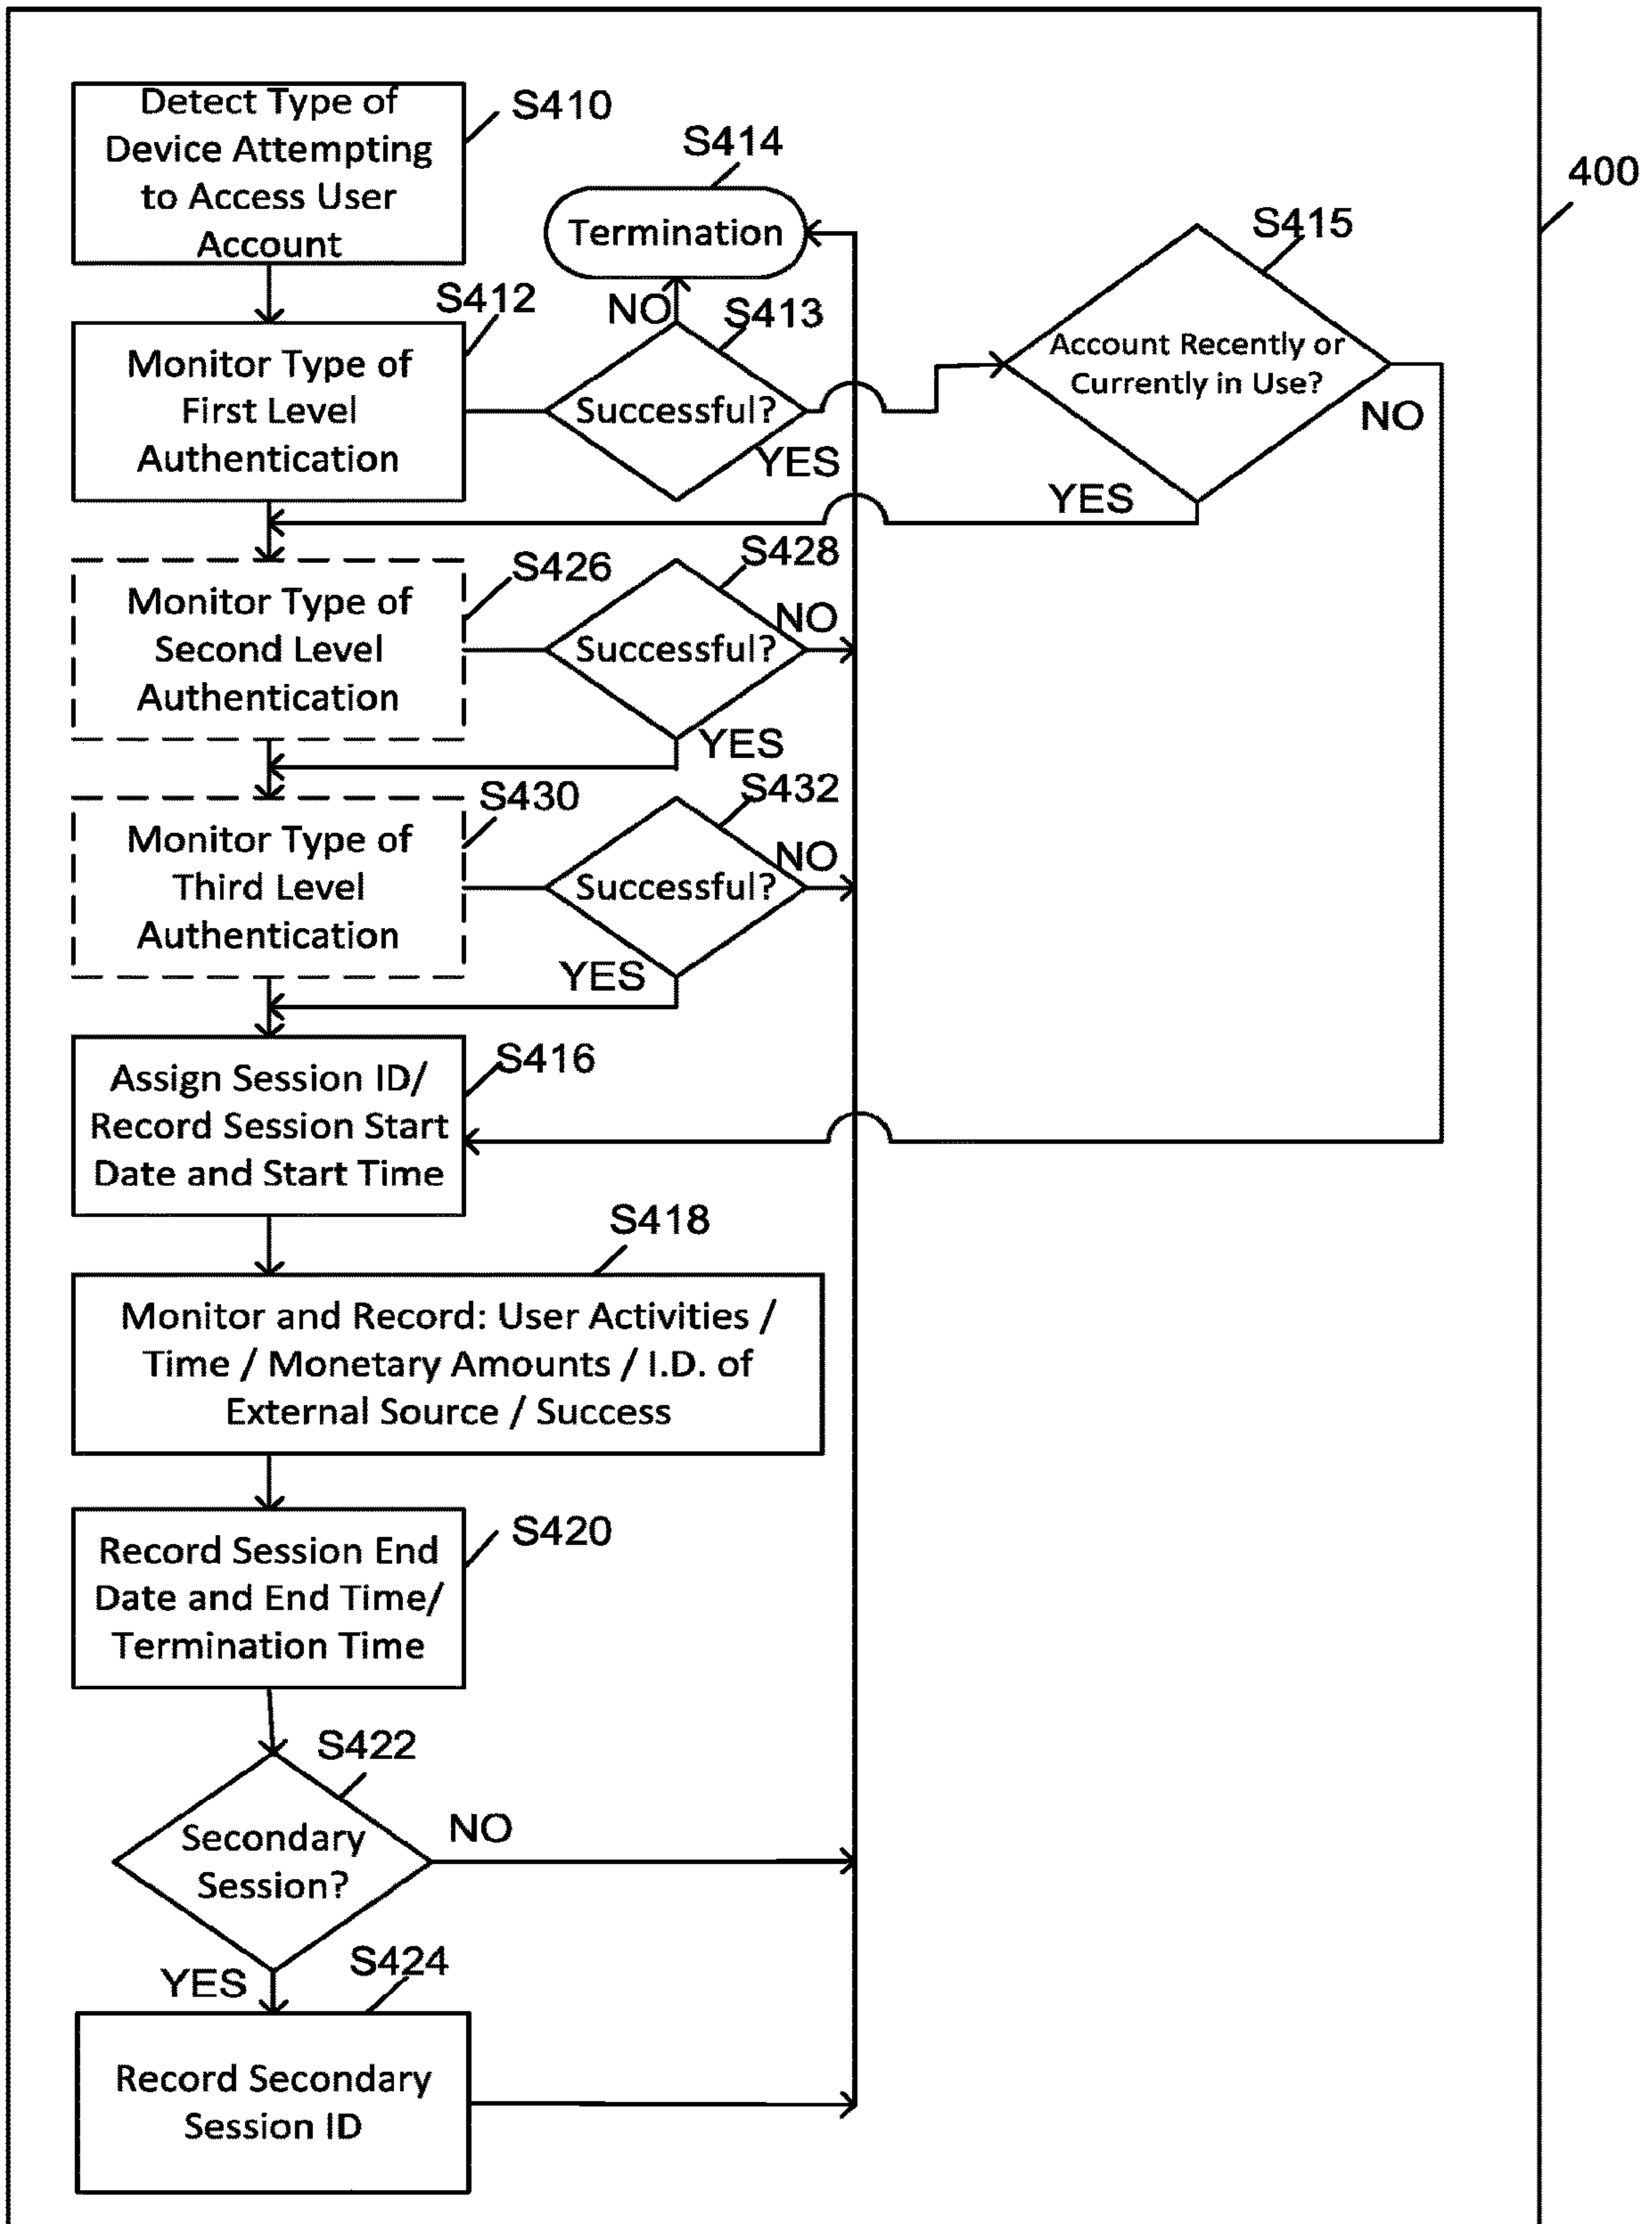 Detect Type of
Device Attempting
to Access User
Account
S410
S414
Termination
400
S415
Account Recently or
Currently in Use?
NO
YES
S412
Monitor Type of
First Level
Authentication
NO
S413
Successful?
YES
S426
Monitor Type of
Second Level
Authentication
S428
Successful?
NO
YES
S430
Monitor Type of
Third Level
Authentication
S432
Successful?
NO
YES
S416
Assign Session ID/
Record Session Start
Date and Start Time
S418
Monitor and Record: User Activities /
Time / Monetary Amounts / I.D. of
External Source / Success
S420
Record Session End
Date and End Time/
Termination Time
S422
Secondary
Session?
NO
YES
S424
Record Secondary
Session ID